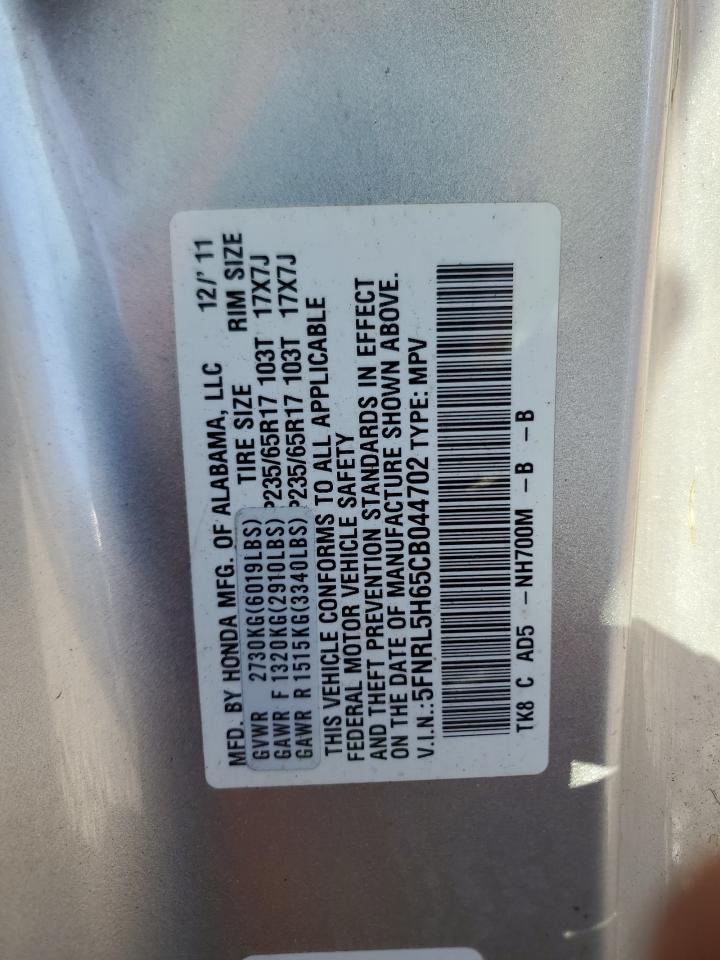 MFD. BY HONDA MFG. OF ALABAMA, LLC 12/'11
TIRE SIZE RIM SIZE
GVWR 2730KG(6019LBS)
GAWR F 1320KG(2910LBS) P235/65R17 103T 17X7J
GAWR R 1515KG(3340LBS) P235/65R17 103T 17X7J
THIS VEHICLE CONFORMS TO ALL APPLICABLE
FEDERAL MOTOR VEHICLE SAFETY
AND THEFT PREVENTION STANDARDS IN EFFECT
ON THE DATE OF MANUFACTURE SHOWN ABOVE.
V.I.N.:5FNRL5H65CB044702 TYPE: MPV
TK8 C AD5 -NH700M -B -B